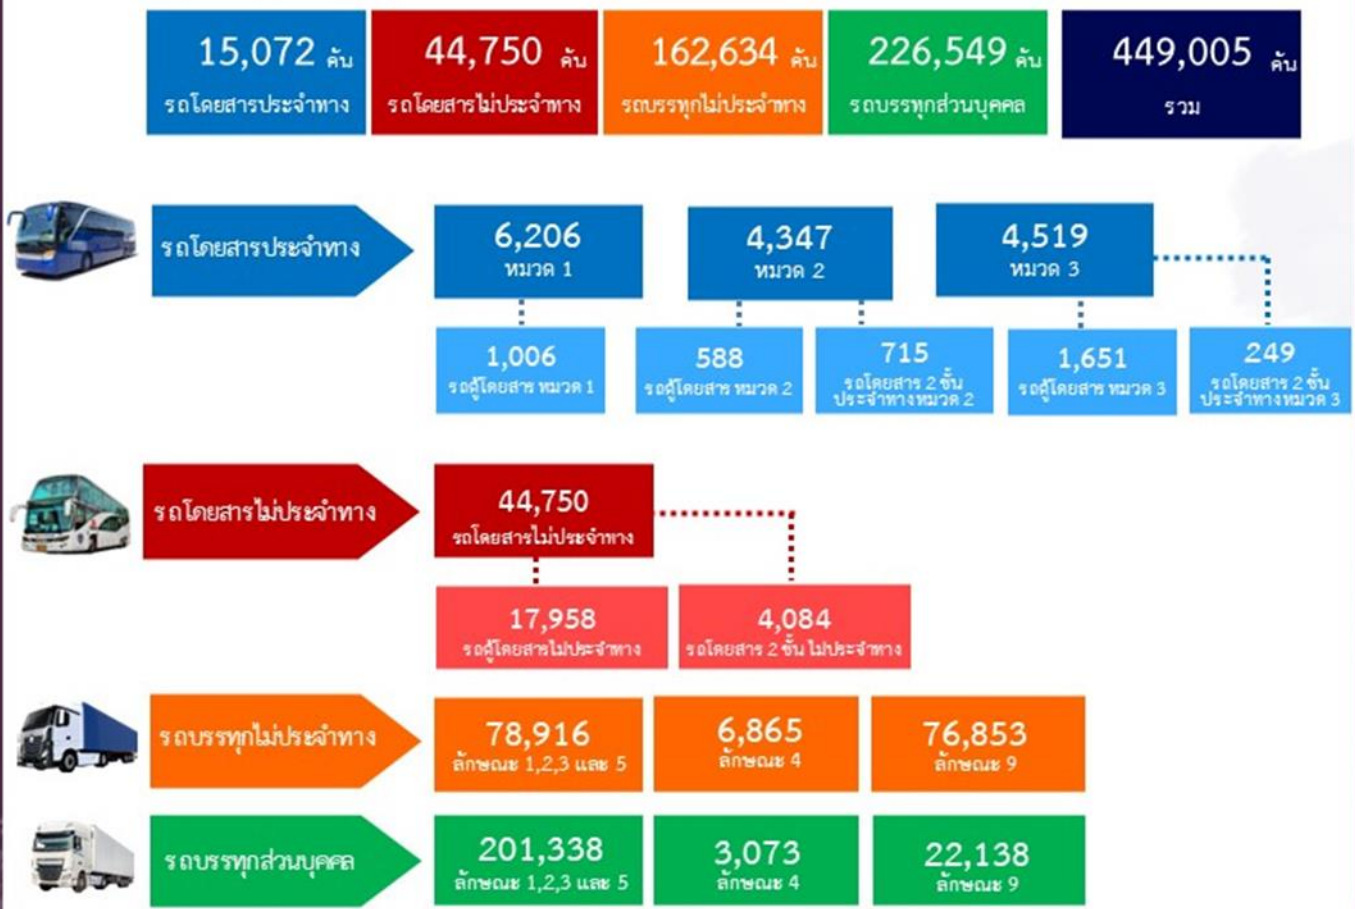 15,072 คัน
รถโดยสารประจำทาง
44,750 คัน
รถโดยสารไม่ประจำทาง
162,634 คัน
รถบรรทุกไม่ประจำทาง
226,549 คัน
รถบรรทุกส่วนบุคคล
449,005 คัน
รวม
รถโดยสารประจำทาง
6,206
หมวด 1
4,347
หมวด 2
4,519
หมวด 3
1,006
รถตู้โดยสาร หมวด 1
588
รถตู้โดยสาร หมวด 2
715
รถโดยสาร 2 ชั้น
ประจำทางหมวด 2
1,651
รถตู้โดยสาร หมวด 3
249
รถโดยสาร 2 ชั้น
ประจำทางหมวด 3
รถโดยสารไม่ประจำทาง
44,750
รถโดยสารไม่ประจำทาง
17,958
รถตู้โดยสารไม่ประจำทาง
4,084
รถโดยสาร 2 ชั้น ไม่ประจำทาง
รถบรรทุกไม่ประจำทาง
78,916
ลักษณะ 1,2,3 และ 5
6,865
ลักษณะ 4
76,853
ลักษณะ 9
รถบรรทุกส่วนบุคคล
201,338
ลักษณะ 1,2,3 และ 5
3,073
ลักษณะ 4
22,138
ลักษณะ 9